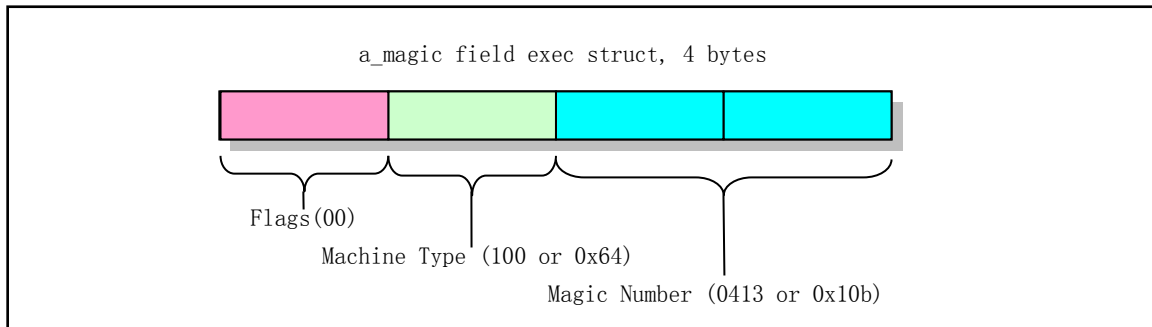 a_magic field exec struct, 4 bytes
Flags(00)
Machine Type (100 or 0x64)
Magic Number (0413 or 0x10b)